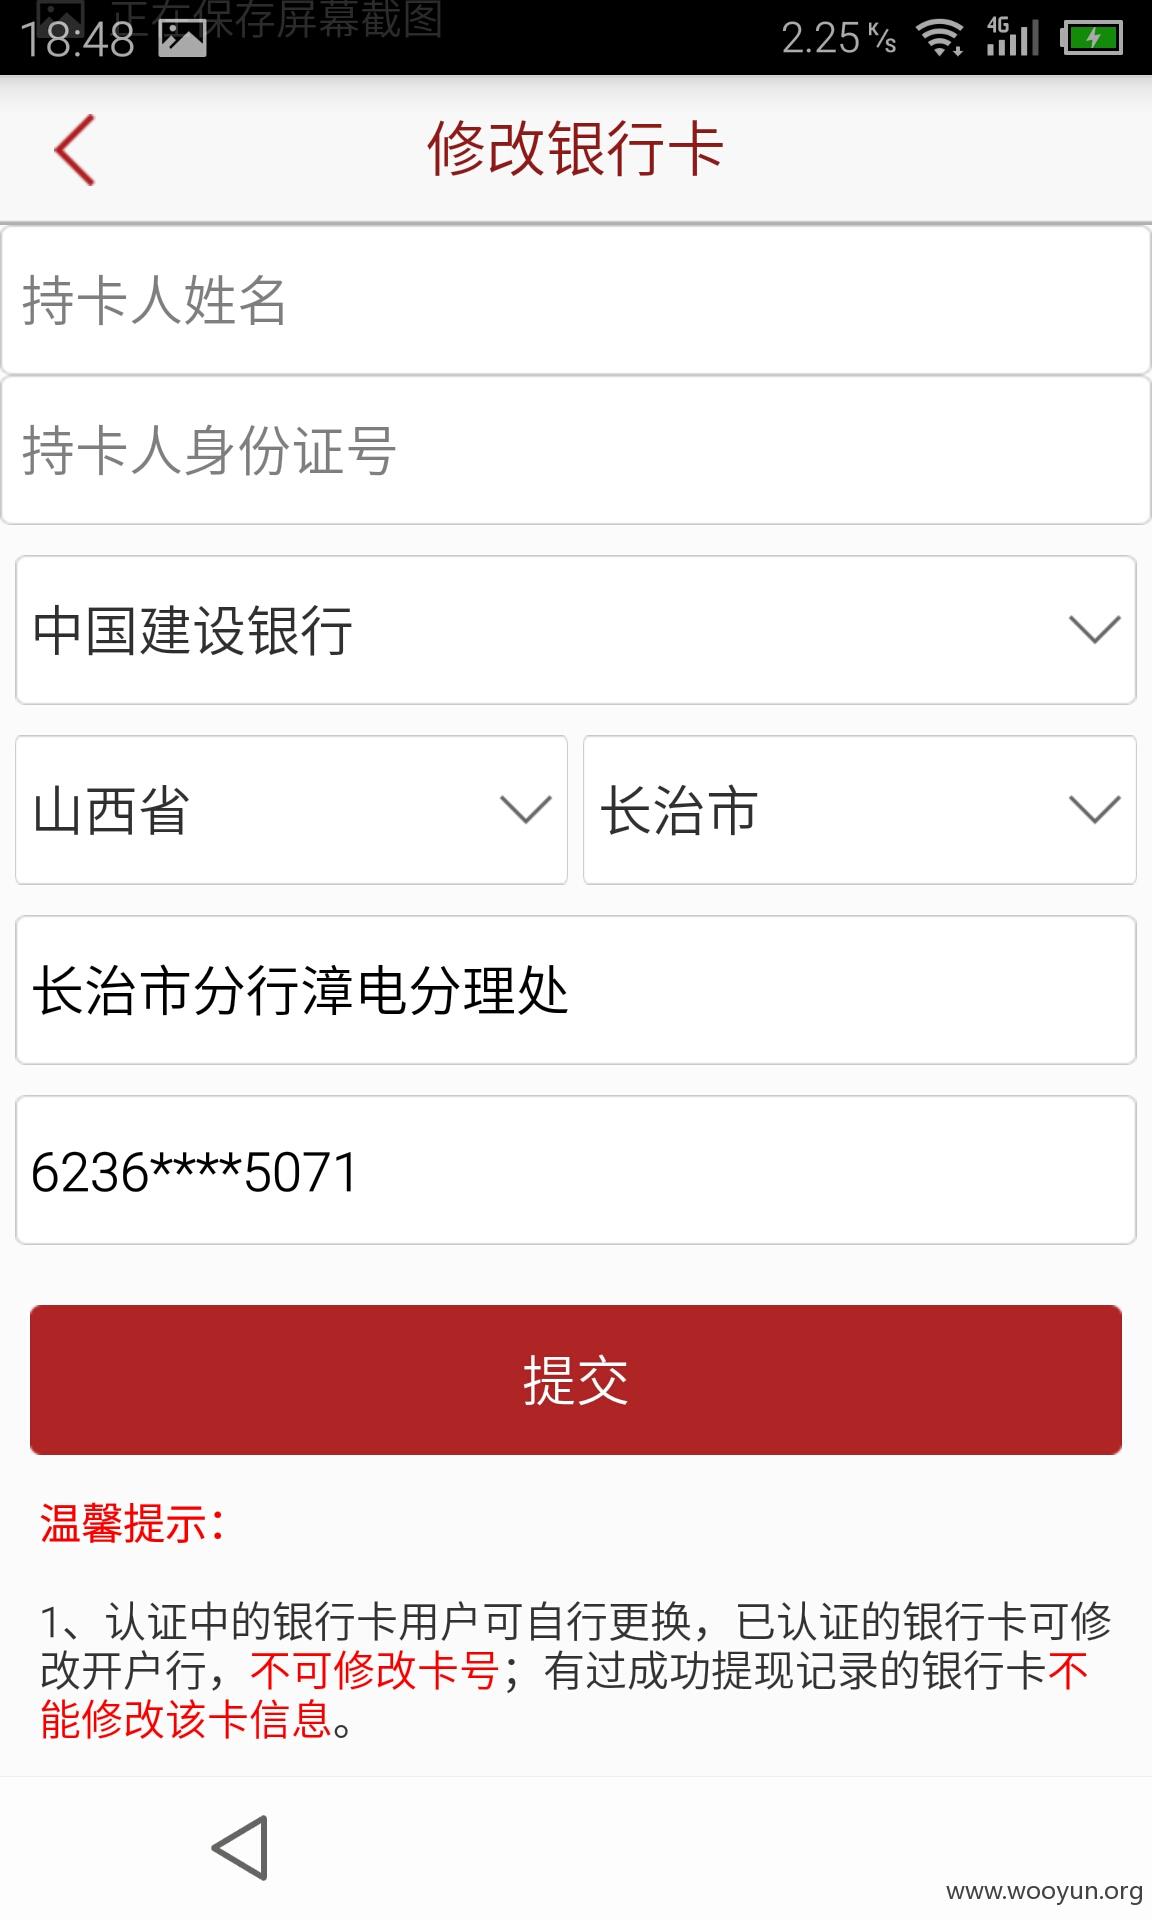 正在保存屏幕截图
18:48
2.25 K/s
4G
修改银行卡
持卡人姓名
持卡人身份证号
中国建设银行
山西省
长治市
长治市分行漳电分理处
6236****5071
提交
温馨提示：
1、认证中的银行卡用户可自行更换，已认证的银行卡可修
改开户行，不可修改卡号；有过成功提现记录的银行卡不
能修改该卡信息。
www.wooyun.org